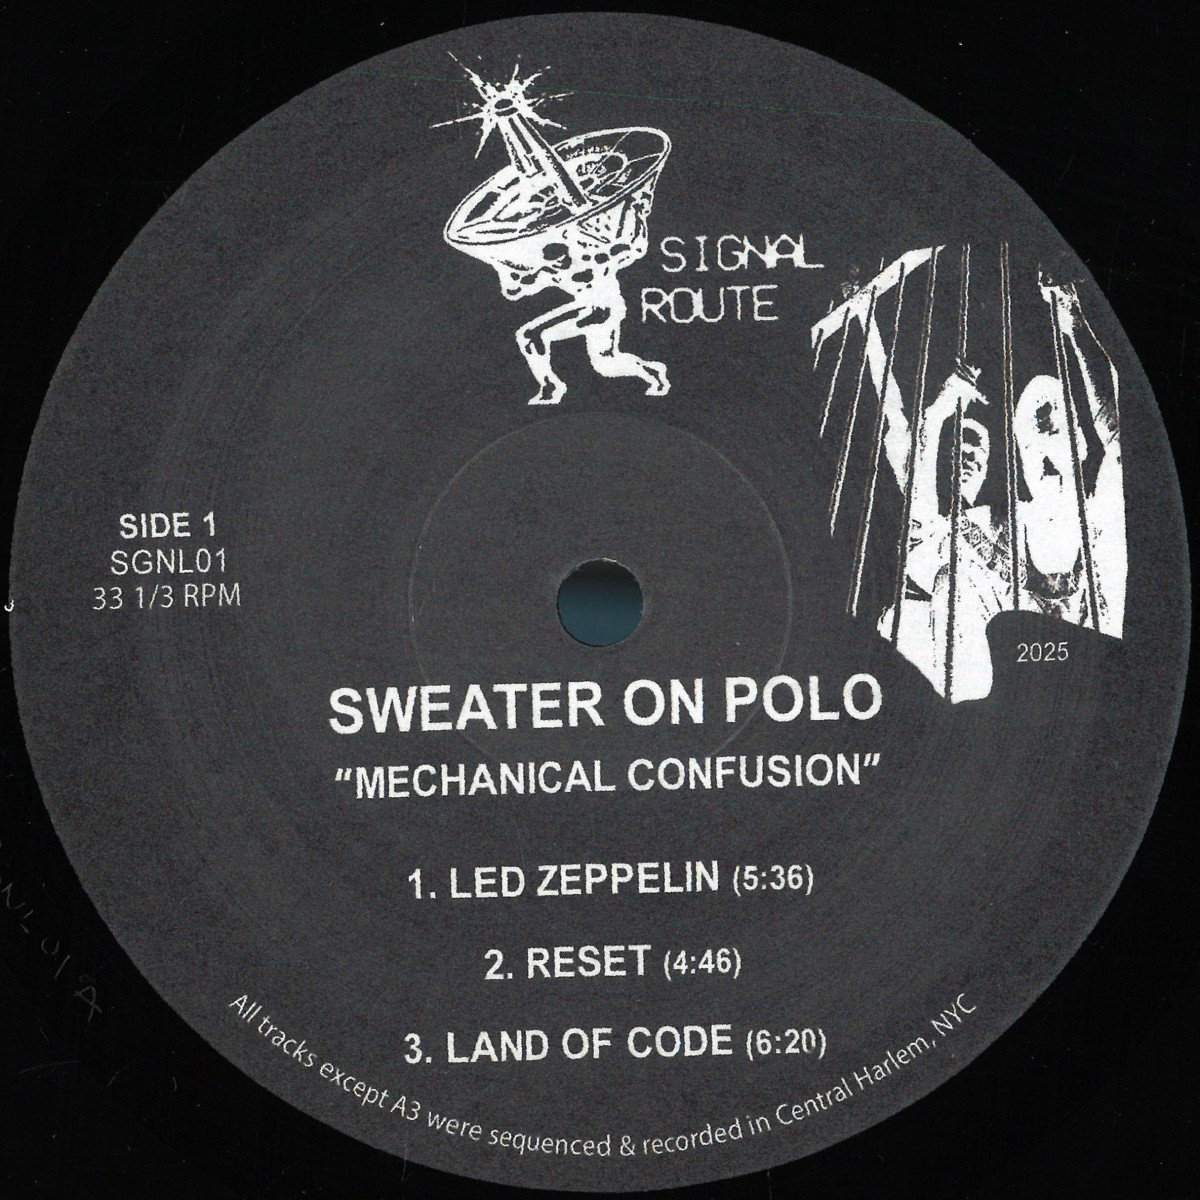 SIGNAL
ROUTE
SIDE 1
SGNL01
33 1/3 RPM
2025
SWEATER ON POLO
"MECHANICAL CONFUSION"
1. LED ZEPPELIN (5:36)
2. RESET (4:46)
3. LAND OF CODE (6:20)
All tracks except A3 were sequenced & recorded in Central Harlem, NYC